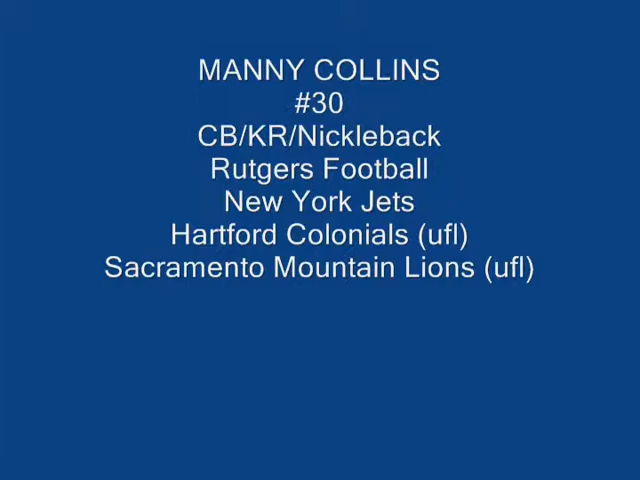 MANNY COLLINS
#30
CB/KR/Nickleback
Rutgers Football
New York Jets
Hartford Colonials (ufl)
Sacramento Mountain Lions (ufl)